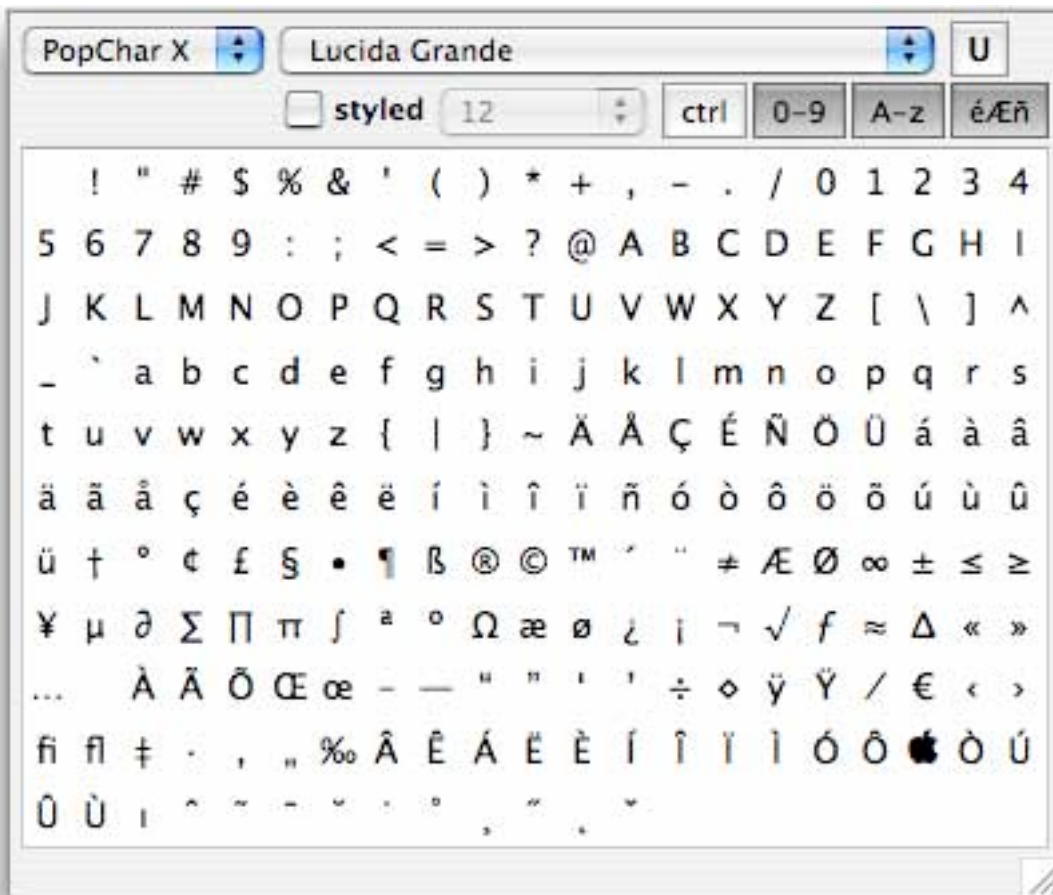 PopChar X Lucida Grande U
styled 12 ctrl 0-9 A-z éÆñ
! " # $ % & ' ( ) * + , - . / 0 1 2 3 4
5 6 7 8 9 : ; < = > ? @ A B C D E F G H I
J K L M N O P Q R S T U V W X Y Z [ \ ] ^
_ ` a b c d e f g h i j k l m n o p q r s
t u v w x y z { | } ~ Ä Å Ç É Ñ Ö Ü á à â
ä ã å ç é è ê ë í ì î ï ñ ó ò ô ö õ ú ù û
ü † ° ¢ £ § • ¶ ß ® © ™ ´ ¨ ≠ Æ Ø ∞ ± ≤ ≥
¥ µ ∂ ∑ ∏ π ∫ ª º Ω æ ø ¿ ¡ ¬ √ ƒ ≈ ∆ « »
… À Ã Õ Œ œ – — “ ” ‘ ’ ÷ ◊ ÿ Ÿ ⁄ € ‹ ›
ﬁ ﬂ ‡ · ‚ „ ‰ Â Ê Á Ë È Í Î Ï Ì Ó Ô  Ò Ú
Û Ù ı ˆ ˜ ¯ ˘ ˙ ˚ ¸ ˝ ˛ ˇ